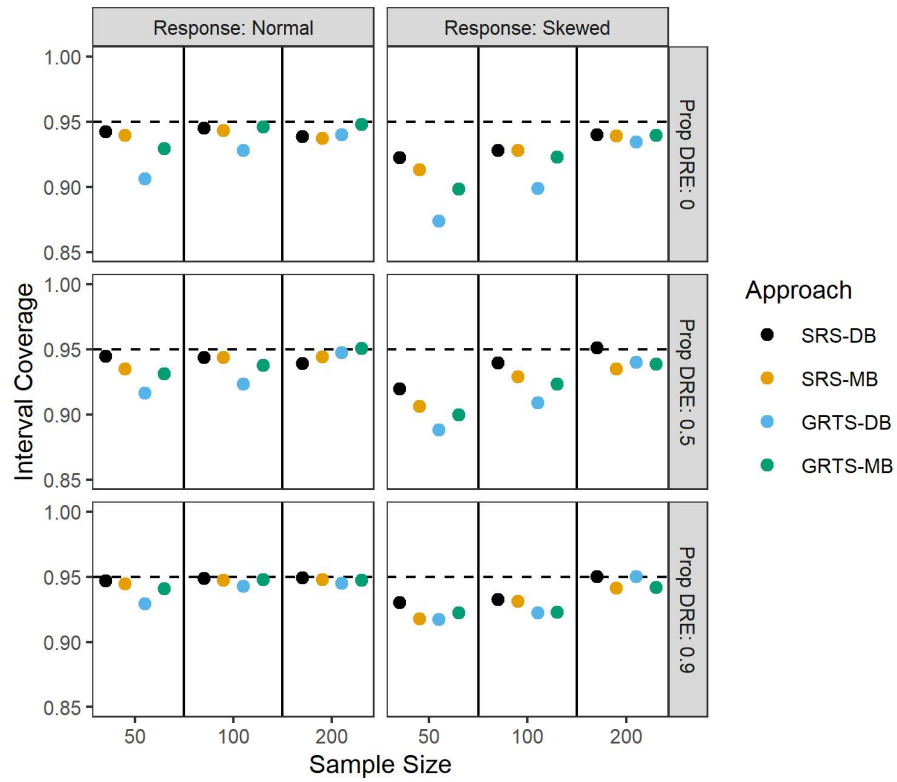 Response: Normal
Response: Skewed
1.00
0.95
0.90
0.85
Prop DRE: 0
1.00
0.95
0.90
0.85
Prop DRE: 0.5
1.00
0.95
0.90
0.85
Prop DRE: 0.9
Interval Coverage
50
100
200
50
100
200
Sample Size
Approach
SRS-DB
SRS-MB
GRTS-DB
GRTS-MB